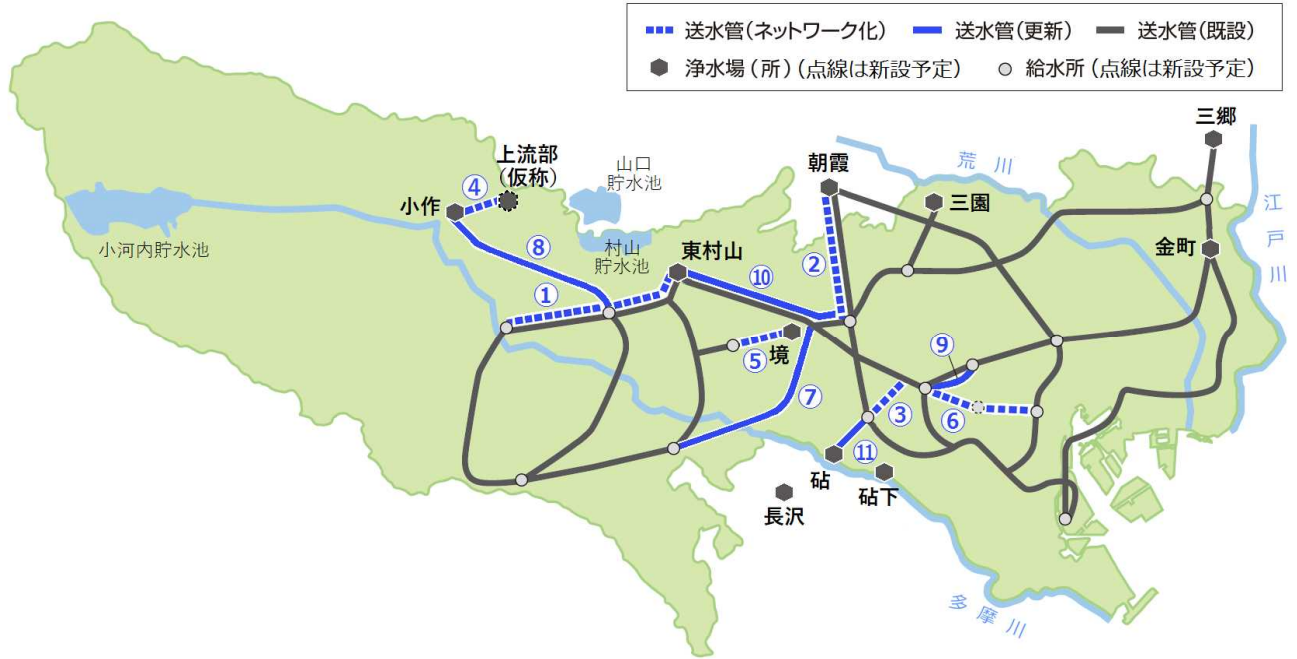 送水管(ネットワーク化) 送水管(更新) 送水管(既設)
浄水場(所)(点線は新設予定) 給水所(点線は新設予定)
三郷
上流部
(仮称)
山口
貯水池
朝霞
荒川
④
小作
三園
江戸川
小河内貯水池
⑧
村山
貯水池
東村山
⑩
②
金町
①
⑤
境
⑨
⑦
③
⑥
⑪
砧
砧下
長沢
多摩川